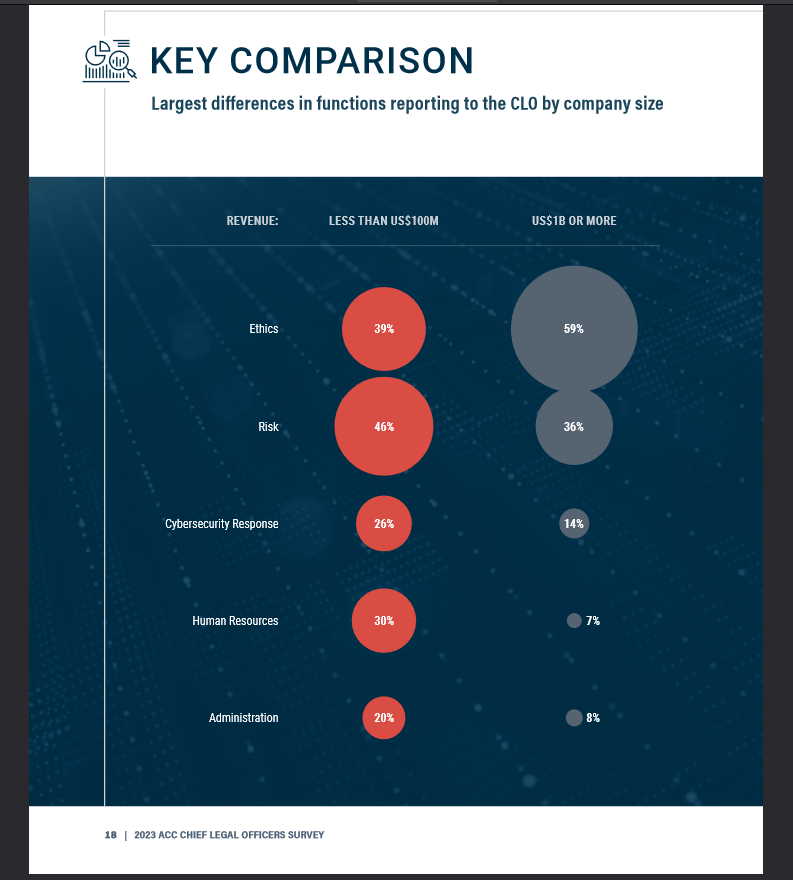 KEY COMPARISON
Largest differences in functions reporting to the CLO by company size
REVENUE: LESS THAN US$100M US$1B OR MORE
Ethics 39% 59%
Risk 46% 36%
Cybersecurity Response 26% 14%
Human Resources 30% 7%
Administration 20% 8%
18 | 2023 ACC CHIEF LEGAL OFFICERS SURVEY